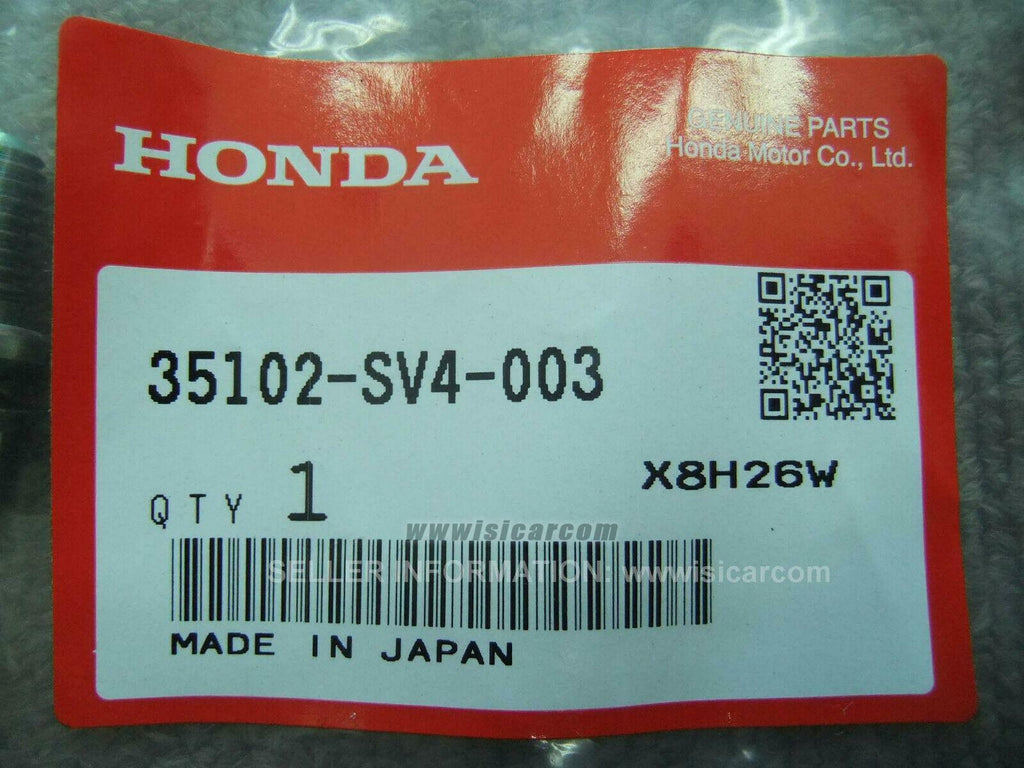 HONDA
GENUINE PARTS
Honda Motor Co., Ltd.
35102-SV4-003
X8H26W
QTY 1
wwwisicarcom
SELLER INFORMATION: wwwisicarcom
MADE IN JAPAN